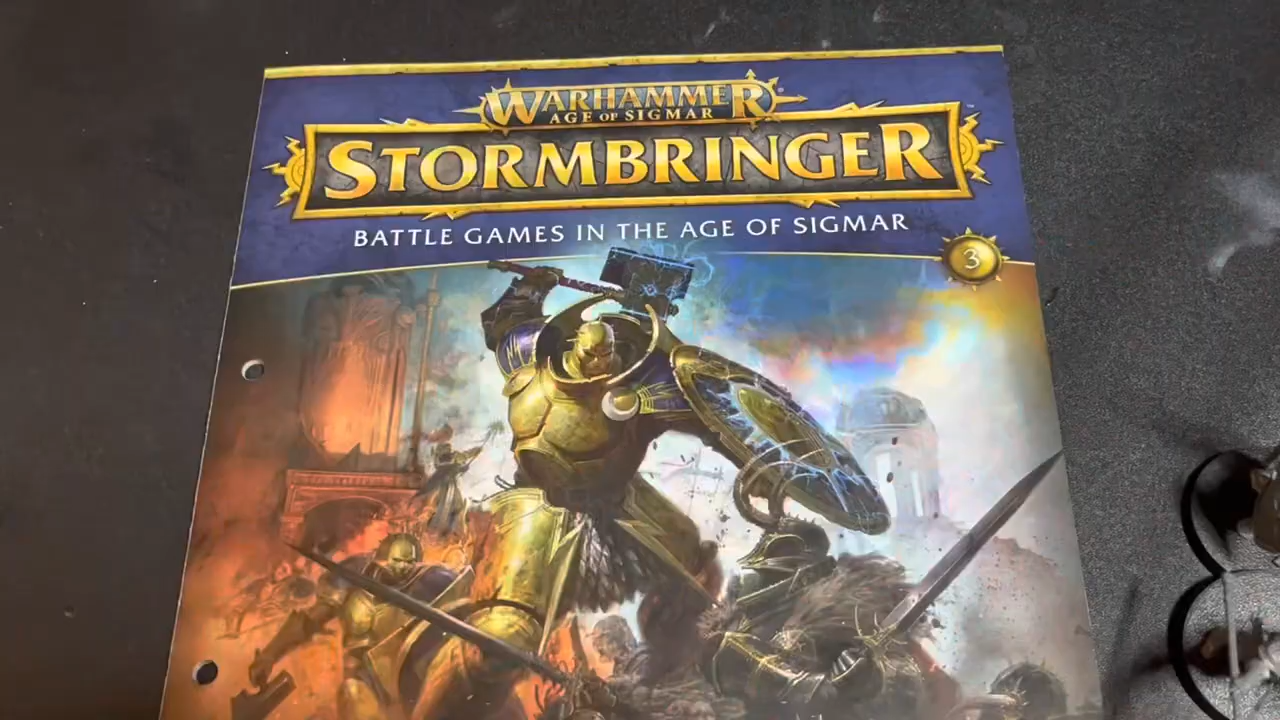 WARHAMMER
AGE OF SIGMAR
STORMBRINGER
BATTLE GAMES IN THE AGE OF SIGMAR
3